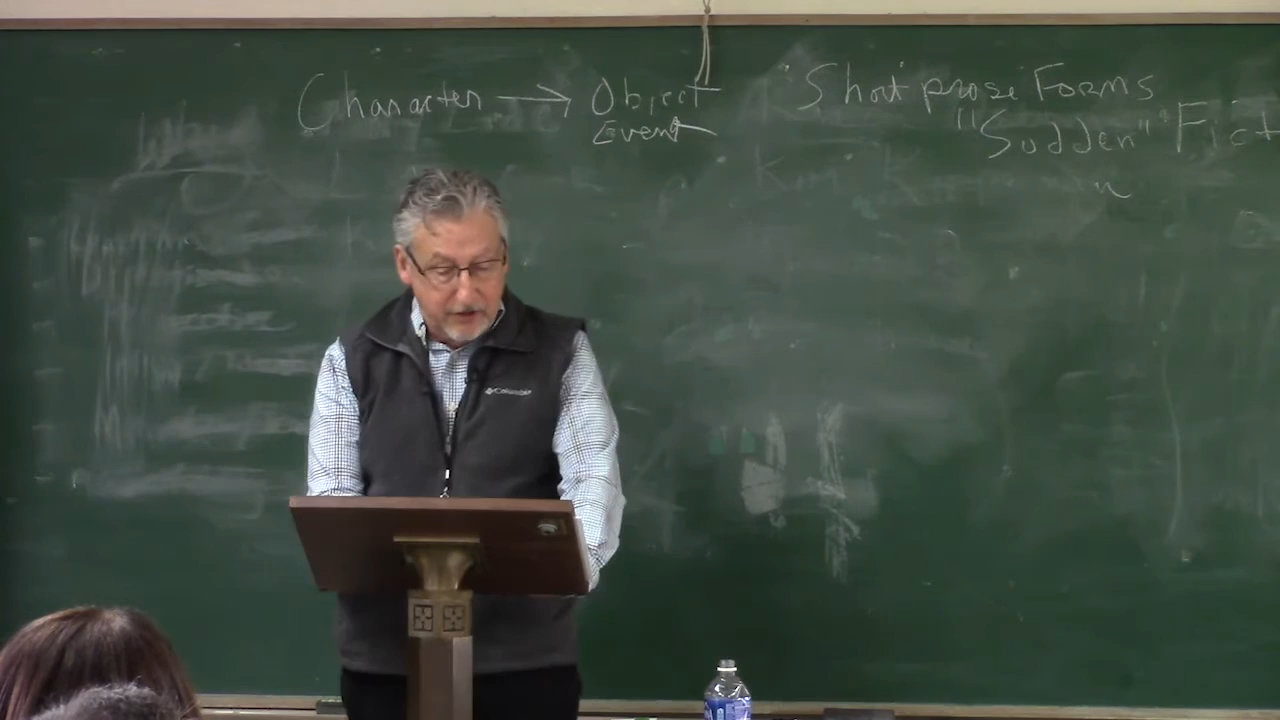 Character → Object
Event
"Short prose Forms
"Sudden" Fict
Columbia